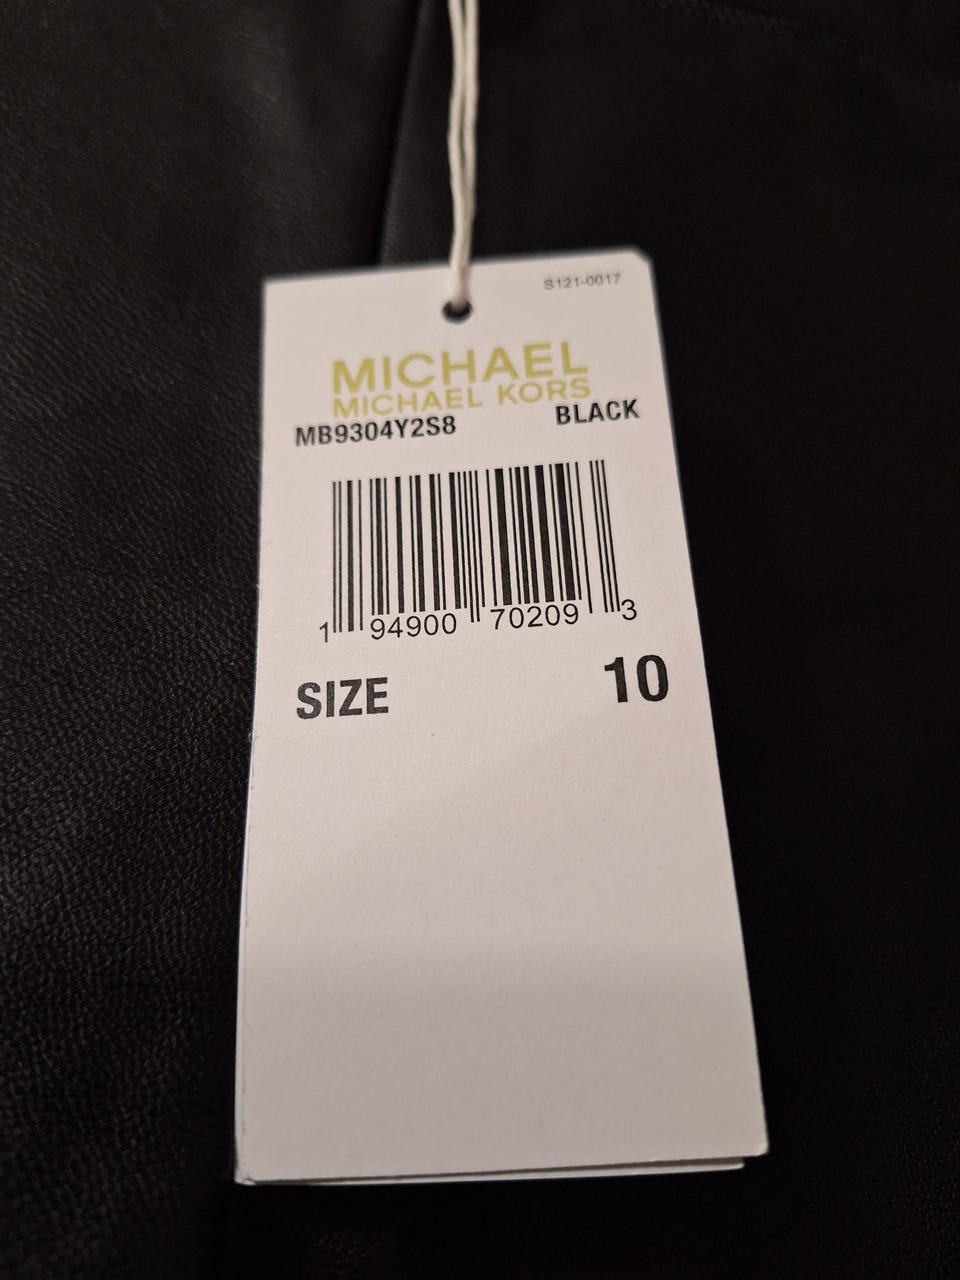 S121-0017
MICHAEL
MICHAEL KORS
MB9304Y2S8 BLACK
1 94900 70209 3
SIZE 10